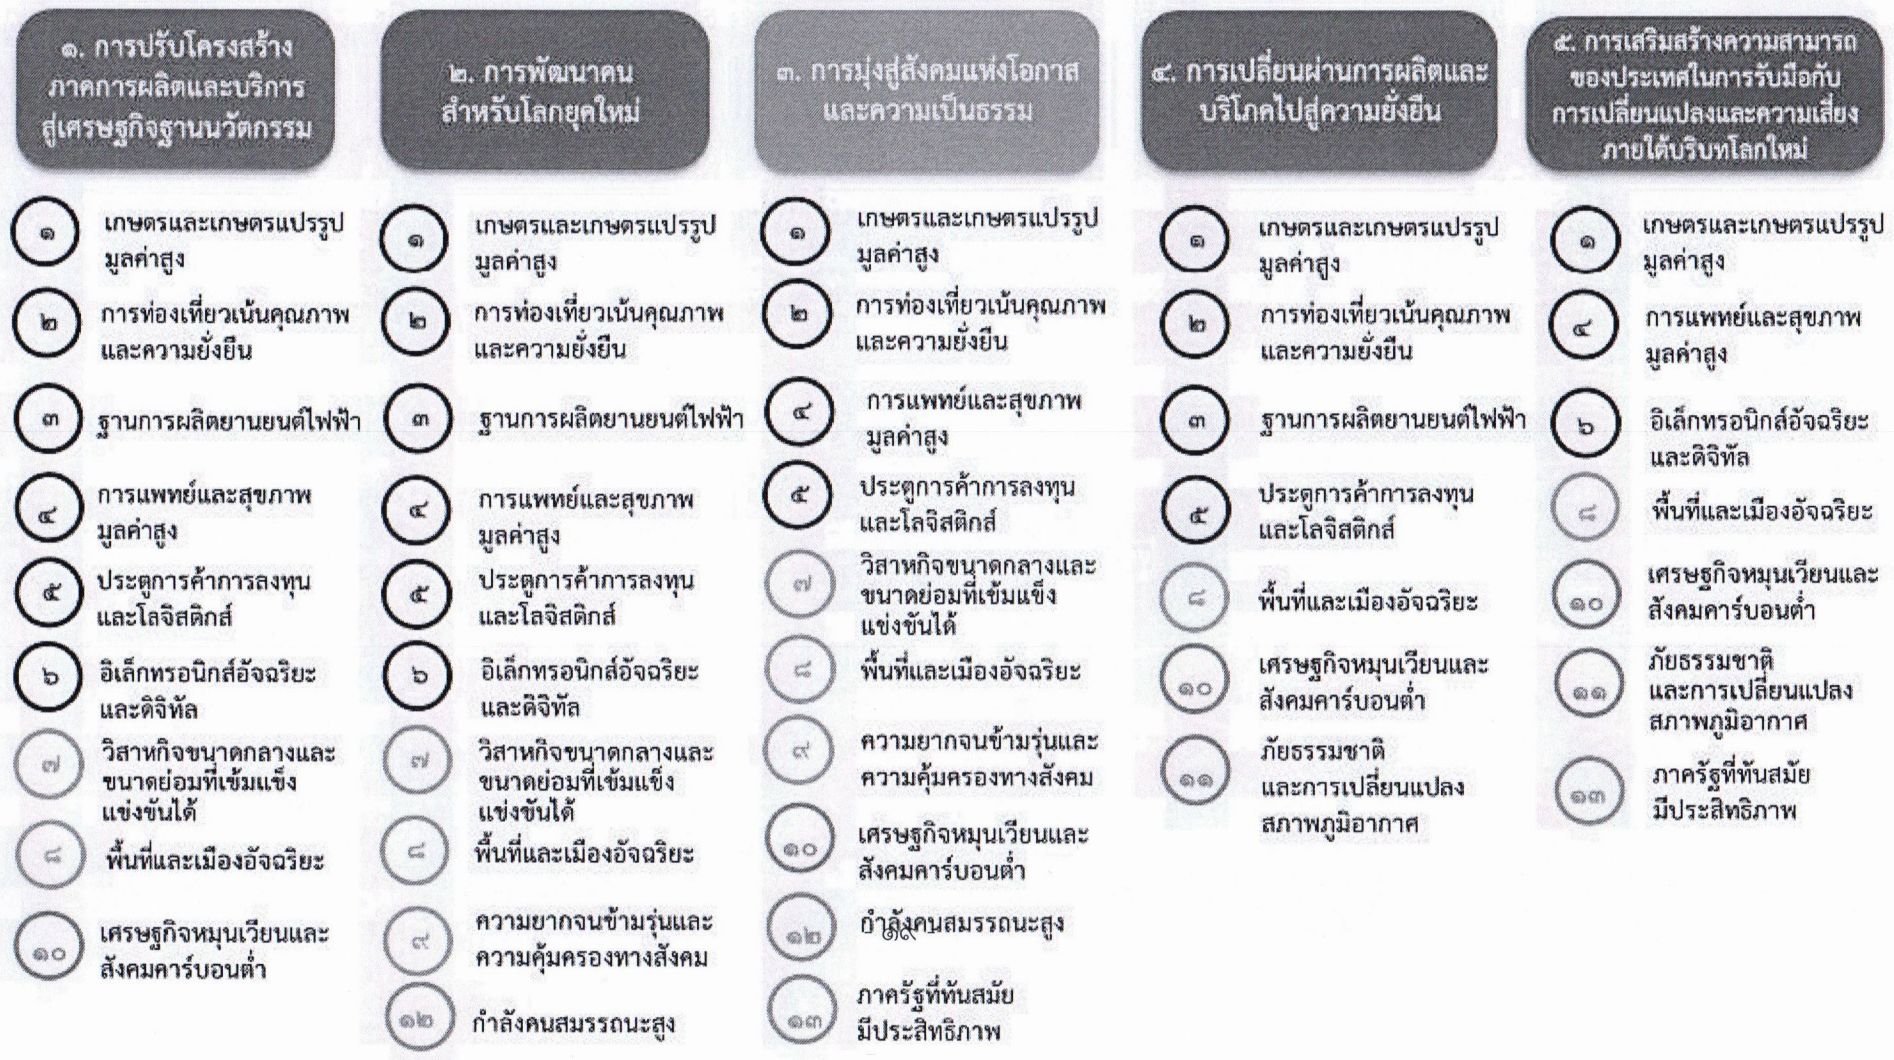 ๑. การปรับโครงสร้าง
ภาคการผลิตและบริการ
สู่เศรษฐกิจฐานนวัตกรรม
๑
เกษตรและเกษตรแปรรูป
มูลค่าสูง
๒
การท่องเที่ยวเน้นคุณภาพ
และความยั่งยืน
๓
ฐานการผลิตยานยนต์ไฟฟ้า
๔
การแพทย์และสุขภาพ
มูลค่าสูง
๕
ประตูการค้าการลงทุน
และโลจิสติกส์
๖
อิเล็กทรอนิกส์อัจฉริยะ
และดิจิทัล
๗
วิสาหกิจขนาดกลางและ
ขนาดย่อมที่เข้มแข็ง
แข่งขันได้
๘
พื้นที่และเมืองอัจฉริยะ
๑๐
เศรษฐกิจหมุนเวียนและ
สังคมคาร์บอนต่ำ
๒. การพัฒนาคน
สำหรับโลกยุคใหม่
๑
เกษตรและเกษตรแปรรูป
มูลค่าสูง
๒
การท่องเที่ยวเน้นคุณภาพ
และความยั่งยืน
๓
ฐานการผลิตยานยนต์ไฟฟ้า
๔
การแพทย์และสุขภาพ
มูลค่าสูง
๕
ประตูการค้าการลงทุน
และโลจิสติกส์
๖
อิเล็กทรอนิกส์อัจฉริยะ
และดิจิทัล
๗
วิสาหกิจขนาดกลางและ
ขนาดย่อมที่เข้มแข็ง
แข่งขันได้
๘
พื้นที่และเมืองอัจฉริยะ
๙
ความยากจนข้ามรุ่นและ
ความคุ้มครองทางสังคม
๑๒
กำลังคนสมรรถนะสูง
๓. การมุ่งสู่สังคมแห่งโอกาส
และความเป็นธรรม
๑
เกษตรและเกษตรแปรรูป
มูลค่าสูง
๒
การท่องเที่ยวเน้นคุณภาพ
และความยั่งยืน
๔
การแพทย์และสุขภาพ
มูลค่าสูง
๕
ประตูการค้าการลงทุน
และโลจิสติกส์
๗
วิสาหกิจขนาดกลางและ
ขนาดย่อมที่เข้มแข็ง
แข่งขันได้
๘
พื้นที่และเมืองอัจฉริยะ
๙
ความยากจนข้ามรุ่นและ
ความคุ้มครองทางสังคม
๑๐
เศรษฐกิจหมุนเวียนและ
สังคมคาร์บอนต่ำ
๑๒
กำลังคนสมรรถนะสูง
- ๑๙ -
๑๓
ภาครัฐที่ทันสมัย
มีประสิทธิภาพ
๔. การเปลี่ยนผ่านการผลิตและ
บริโภคไปสู่ความยั่งยืน
๑
เกษตรและเกษตรแปรรูป
มูลค่าสูง
๒
การท่องเที่ยวเน้นคุณภาพ
และความยั่งยืน
๓
ฐานการผลิตยานยนต์ไฟฟ้า
๕
ประตูการค้าการลงทุน
และโลจิสติกส์
๘
พื้นที่และเมืองอัจฉริยะ
๑๐
เศรษฐกิจหมุนเวียนและ
สังคมคาร์บอนต่ำ
๑๑
ภัยธรรมชาติ
และการเปลี่ยนแปลง
สภาพภูมิอากาศ
๕. การเสริมสร้างความสามารถ
ของประเทศในการรับมือกับ
การเปลี่ยนแปลงและความเสี่ยง
ภายใต้บริบทโลกใหม่
๑
เกษตรและเกษตรแปรรูป
มูลค่าสูง
๔
การแพทย์และสุขภาพ
มูลค่าสูง
๖
อิเล็กทรอนิกส์อัจฉริยะ
และดิจิทัล
๘
พื้นที่และเมืองอัจฉริยะ
๑๐
เศรษฐกิจหมุนเวียนและ
สังคมคาร์บอนต่ำ
๑๑
ภัยธรรมชาติ
และการเปลี่ยนแปลง
สภาพภูมิอากาศ
๑๓
ภาครัฐที่ทันสมัย
มีประสิทธิภาพ